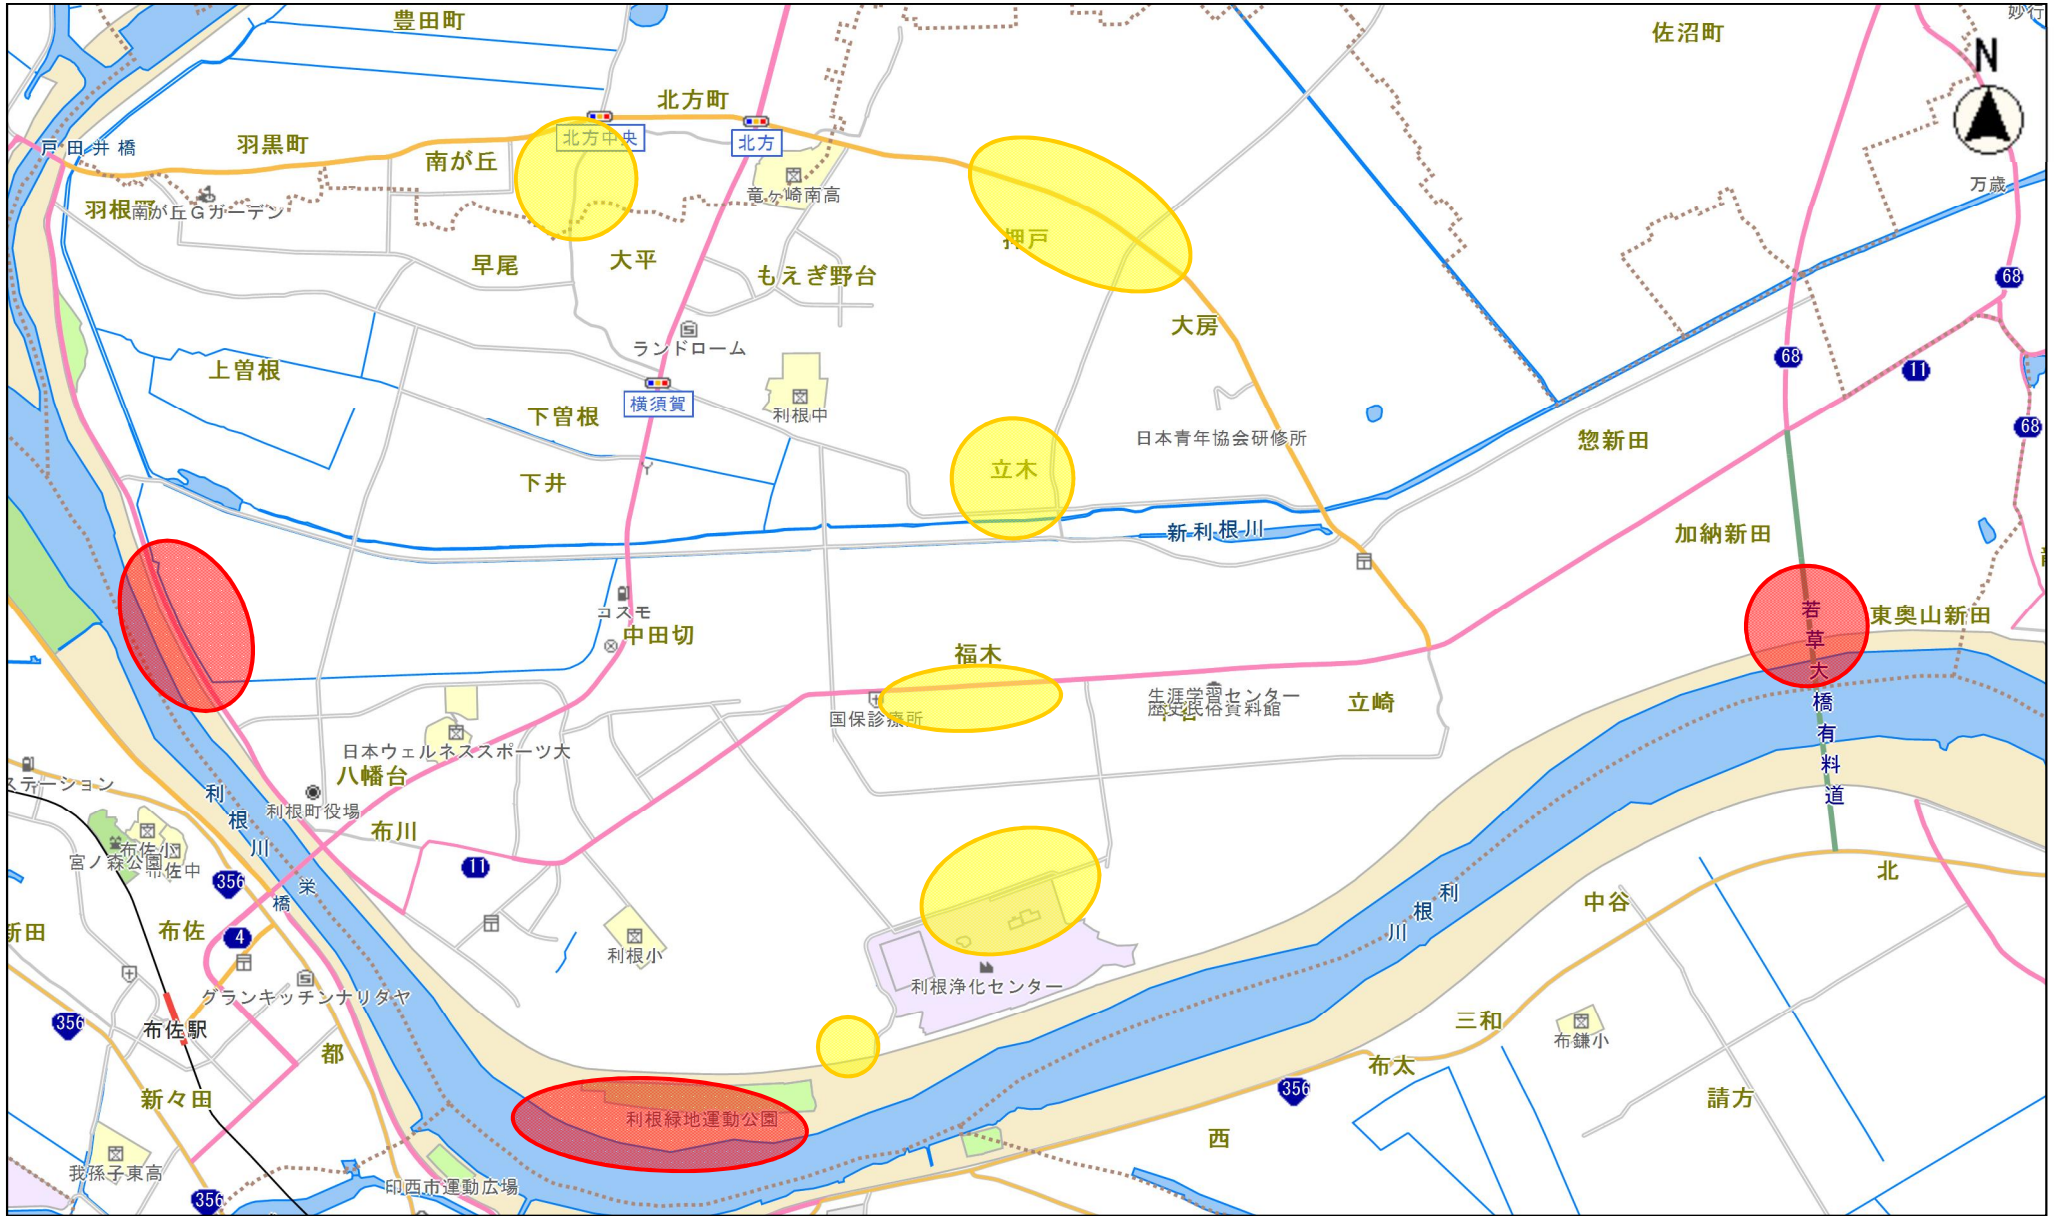 豊田町
佐沼町
妙行
N
北方町
北方中央
北方
戸田井橋
羽黒町
南が丘
竜ヶ崎南高
万歳
羽根野
南が丘Gガーデン
押戸
早尾
大平
もえぎ野台
68
大房
ランドローム
68
11
上曽根
横須賀
利根中
下曽根
68
日本青年協会研修所
惣新田
立木
下井
新利根川
加納新田
コスモ
若草大橋有料道
東奥山新田
中田切
福木
生涯学習センター
歴史民俗資料館
立崎
国保診療所
日本ウェルネススポーツ大
八幡台
ステーション
利根川
利根町役場
布川
布佐小
宮ノ森公園
布佐中
11
356
栄橋
北
利根川
中谷
新田
布佐
4
利根小
利根浄化センター
グランキッチンナリタヤ
356
布佐駅
三和
布鎌小
都
布太
356
新々田
請方
利根緑地運動公園
西
我孫子東高
印西市運動広場
356